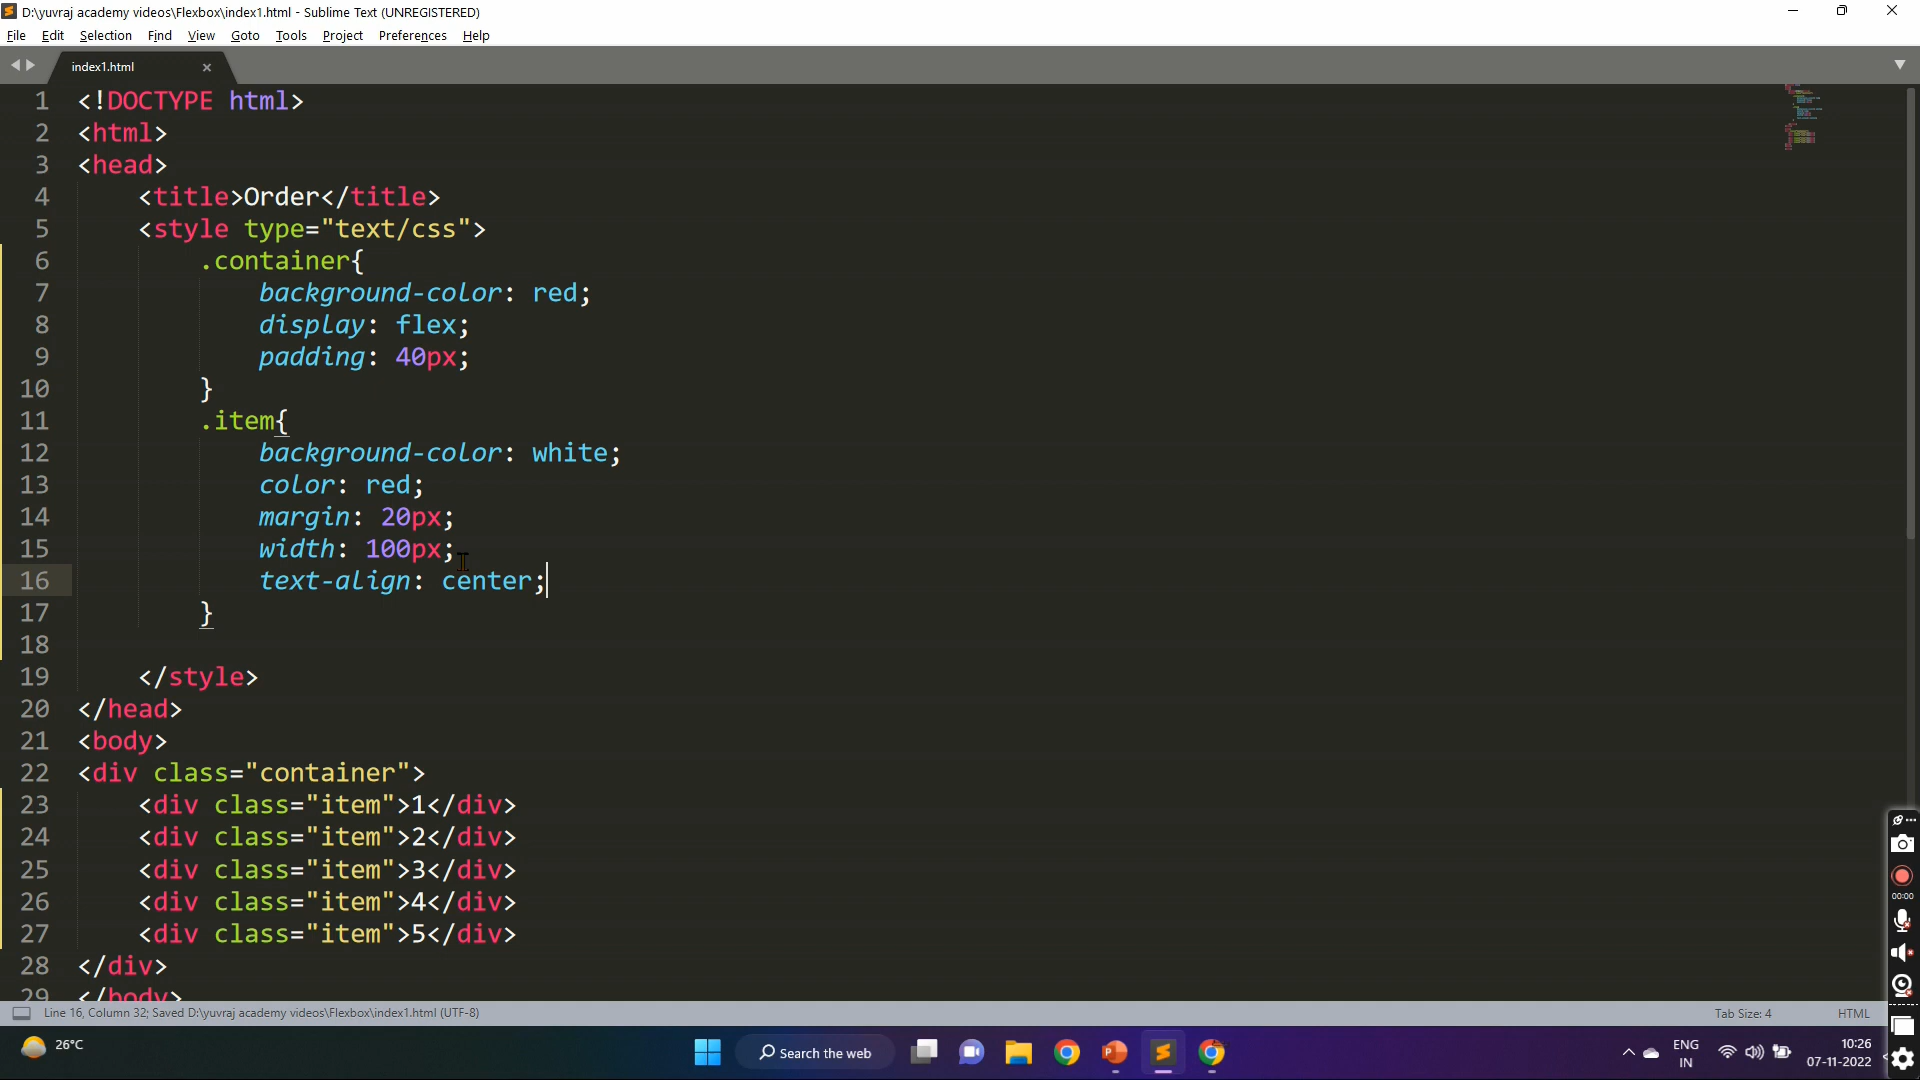 D:\yuvraj academy videos\Flexbox\index1.html - Sublime Text (UNREGISTERED)
File Edit Selection Find View Goto Tools Project Preferences Help
index1.html
1 <!DOCTYPE html>
2 <html>
3 <head>
4 <title>Order</title>
5 <style type="text/css">
6 .container{
7 background-color: red;
8 display: flex;
9 padding: 40px;
10 }
11 .item{
12 background-color: white;
13 color: red;
14 margin: 20px;
15 width: 100px;
16 text-align: center;
17 }
18
19 </style>
20 </head>
21 <body>
22 <div class="container">
23 <div class="item">1</div>
24 <div class="item">2</div>
25 <div class="item">3</div>
26 <div class="item">4</div>
27 <div class="item">5</div>
28 </div>
29 </body>
00:00
Line 16, Column 32; Saved D:\yuvraj academy videos\Flexbox\index1.html (UTF-8)
Tab Size: 4
HTML
26°C
Search the web
ENG
IN
10:26
07-11-2022